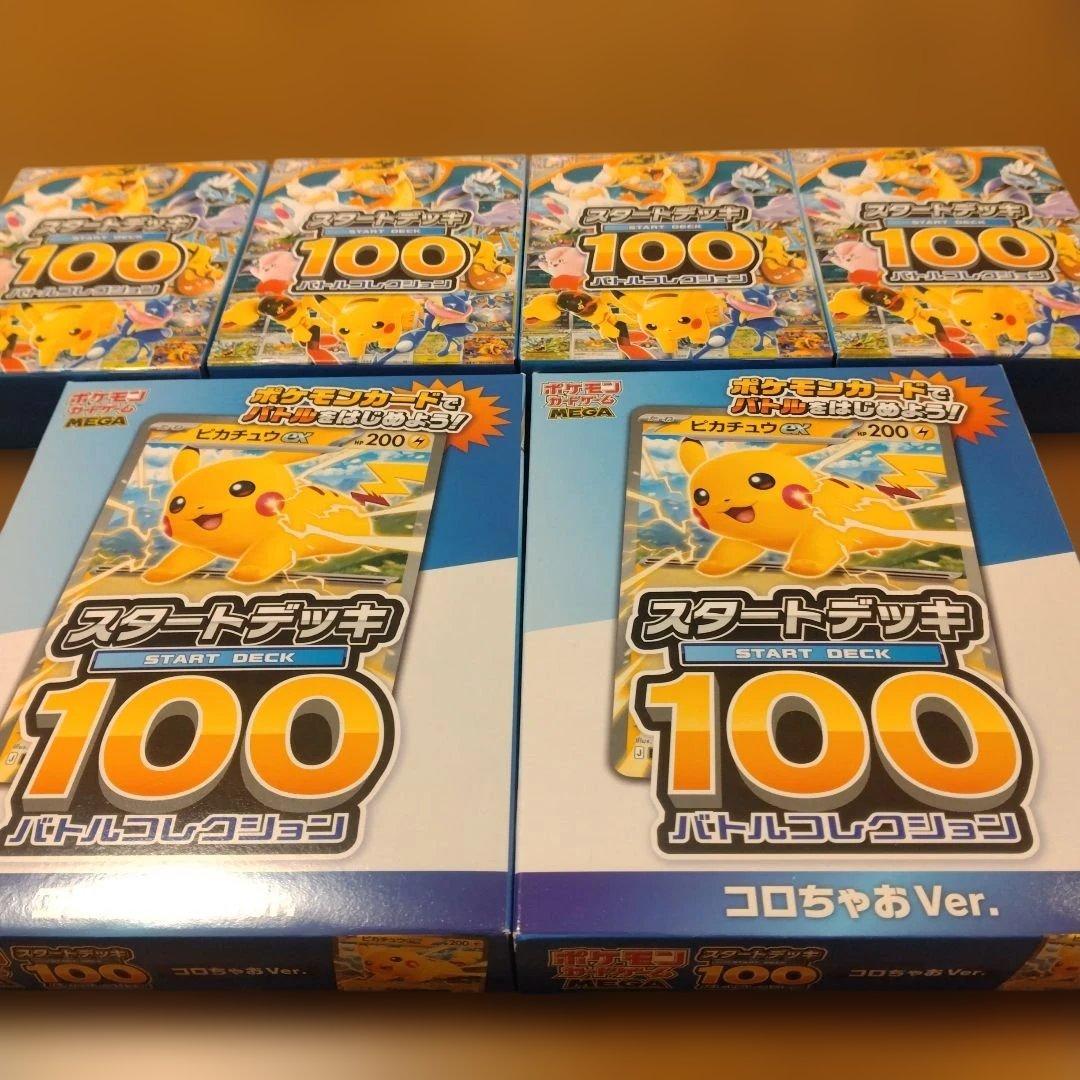 スタートデッキ
START DECK
100
バトルコレクション
スタートデッキ
START DECK
100
バトルコレクション
スタートデッキ
START DECK
100
バトルコレクション
スタートデッキ
START DECK
100
バトルコレクション
ポケモン
カードゲーム
MEGA
ポケモンカードで
バトルをはじめよう!
ピカチュウex HP200
スタートデッキ
START DECK
100
バトルコレクション
ポケモン
カードゲーム
MEGA
ポケモンカードで
バトルをはじめよう!
ピカチュウex HP200
J
スタートデッキ
START DECK
100
バトルコレクション
コロちゃおVer.
スタートデッキ
100
コロちゃおVer.
ピカチュウex 200
ポケモン
カードゲーム
MEGA
スタートデッキ
100
コロちゃおVer.